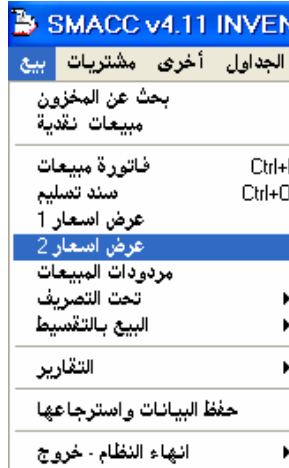 SMACC v4.11 INVEN
الجداول أخرى مشتريات بيع
بحث عن المخزون
مبيعات نقدية
فاتورة مبيعات Ctrl+I
سند تسليم Ctrl+O
عرض اسعار 1
عرض اسعار 2
مردودات المبيعات
تحت التصريف
البيع بالتقسيط
التقارير
حفظ البيانات واسترجاعها
انهاء النظام - خروج